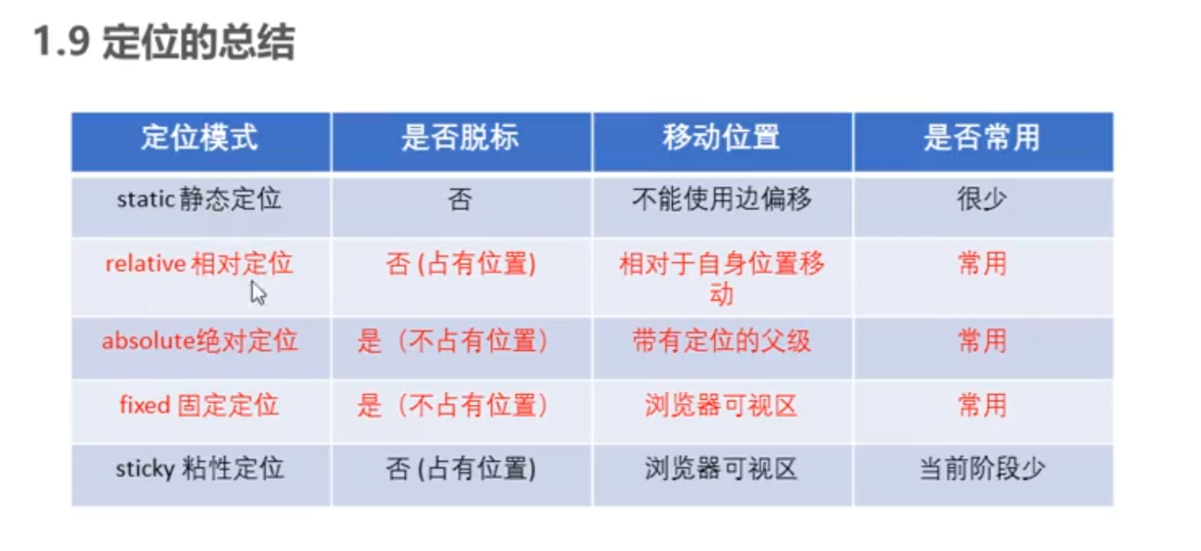 1.9 定位的总结
定位模式 是否脱标 移动位置 是否常用
static 静态定位 否 不能使用边偏移 很少
relative 相对定位 否 (占有位置) 相对于自身位置移 常用
动
absolute绝对定位 是（不占有位置） 带有定位的父级 常用
fixed 固定定位 是（不占有位置） 浏览器可视区 常用
sticky 粘性定位 否 (占有位置) 浏览器可视区 当前阶段少